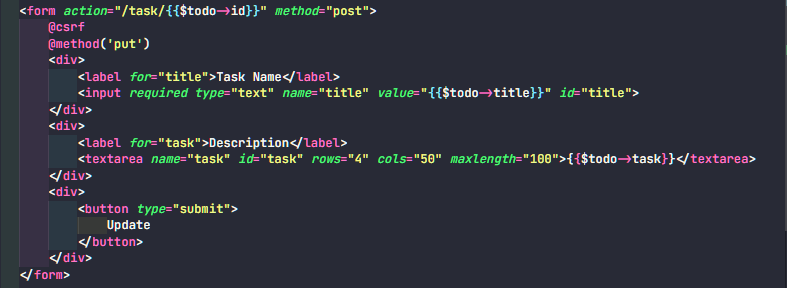 <form action="/task/{{$todo->id}}" method="post">
@csrf
@method('put')
<div>
<label for="title">Task Name</label>
<input required type="text" name="title" value="{{$todo->title}}" id="title">
</div>
<div>
<label for="task">Description</label>
<textarea name="task" id="task" rows="4" cols="50" maxlength="100">{{$todo->task}}</textarea>
</div>
<div>
<button type="submit">
Update
</button>
</div>
</form>